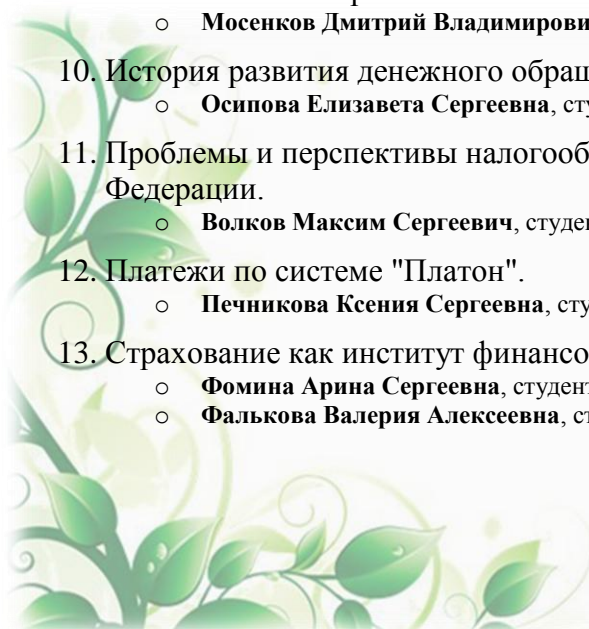 o Мосенков Дмитрий Владимирови
10. История развития денежного обращ
o Осипова Елизавета Сергеевна, сту
11. Проблемы и перспективы налогооб
Федерации.
o Волков Максим Сергеевич, студен
12. Платежи по системе "Платон".
o Печникова Ксения Сергеевна, сту
13. Страхование как институт финансо
o Фомина Арина Сергеевна, студент
o Фалькова Валерия Алексеевна, ст